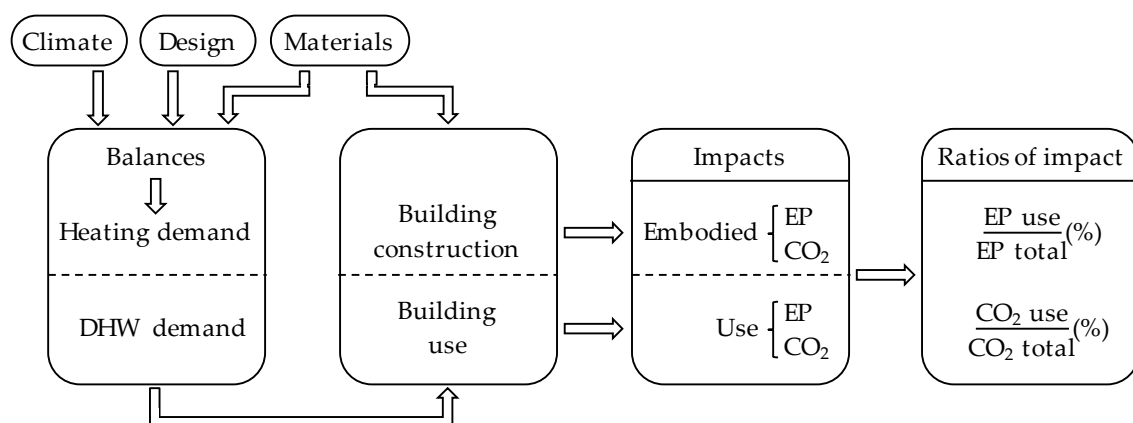 Climate
Design
Materials
Balances
Heating demand
DHW demand
Building
construction
Building
use
Impacts
Embodied
EP
CO₂
Use
EP
CO₂
Ratios of impact
EP use
EP total
(%)
CO₂ use
CO₂ total
(%)